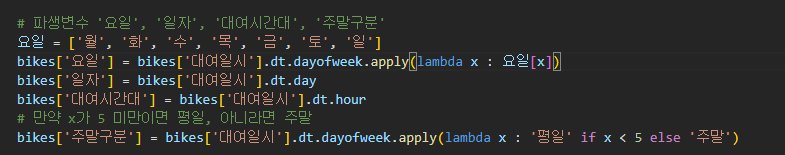 # 파생변수 '요일', '일자', '대여시간대', '주말구분'
요일 = ['월', '화', '수', '목', '금', '토', '일']
bikes['요일'] = bikes['대여일시'].dt.dayofweek.apply(lambda x : 요일[x])
bikes['일자'] = bikes['대여일시'].dt.day
bikes['대여시간대'] = bikes['대여일시'].dt.hour
# 만약 x가 5 미만이면 평일, 아니라면 주말
bikes['주말구분'] = bikes['대여일시'].dt.dayofweek.apply(lambda x : '평일' if x < 5 else '주말')